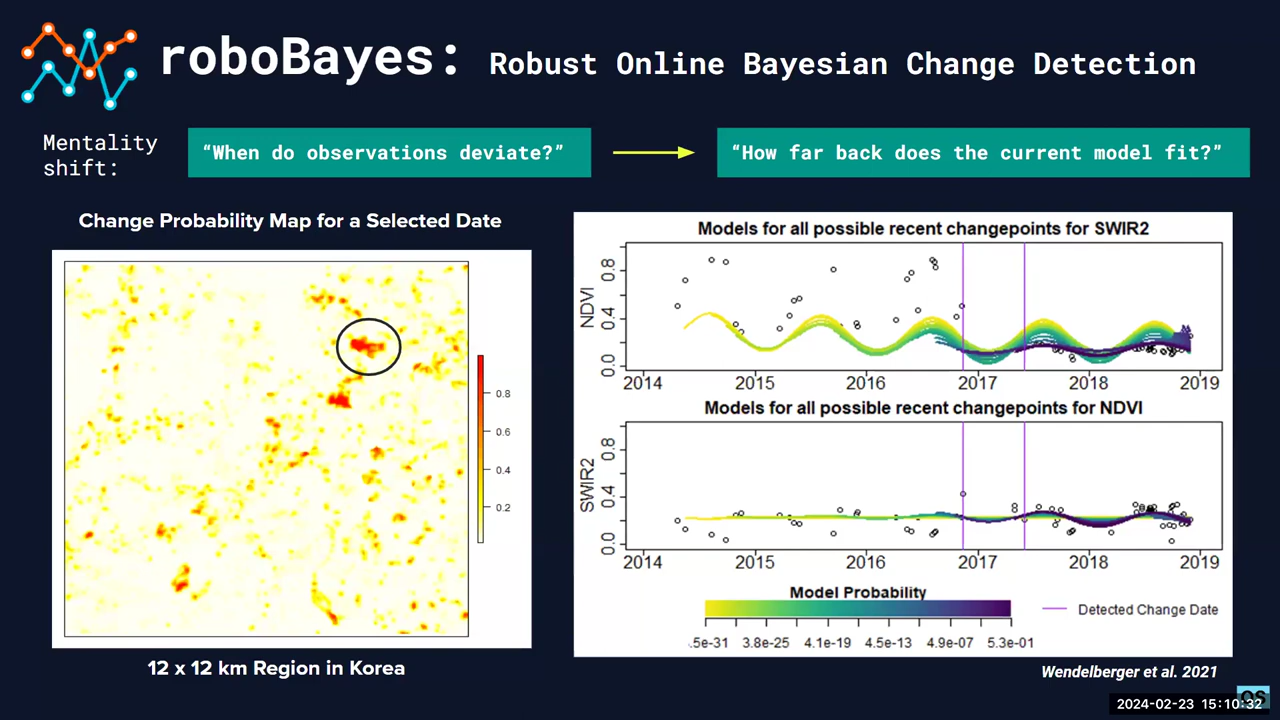 roboBayes: Robust Online Bayesian Change Detection
Mentality
shift:
“When do observations deviate?”
“How far back does the current model fit?”
Change Probability Map for a Selected Date
0.8
0.6
0.4
0.2
12 x 12 km Region in Korea
Models for all possible recent changepoints for SWIR2
NDVI
0.8
0.4
0.0
2014 2015 2016 2017 2018 2019
Models for all possible recent changepoints for NDVI
SWIR2
0.8
0.4
0.0
2014 2015 2016 2017 2018 2019
Model Probability
.5e-31 3.8e-25 4.1e-19 4.5e-13 4.9e-07 5.3e-01
Detected Change Date
Wendelberger et al. 2021
QS
2024-02-23 15:10:32